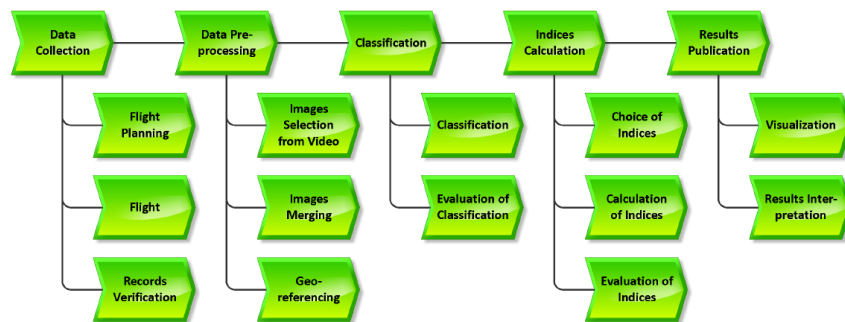 Data
Collection
Data Pre-
processing
Classification
Indices
Calculation
Results
Publication
Flight
Planning
Images
Selection
from Video
Classification
Choice of
Indices
Visualization
Flight
Images
Merging
Evaluation of
Classification
Calculation
of Indices
Results Inter-
pretation
Records
Verification
Geo-
referencing
Evaluation of
Indices